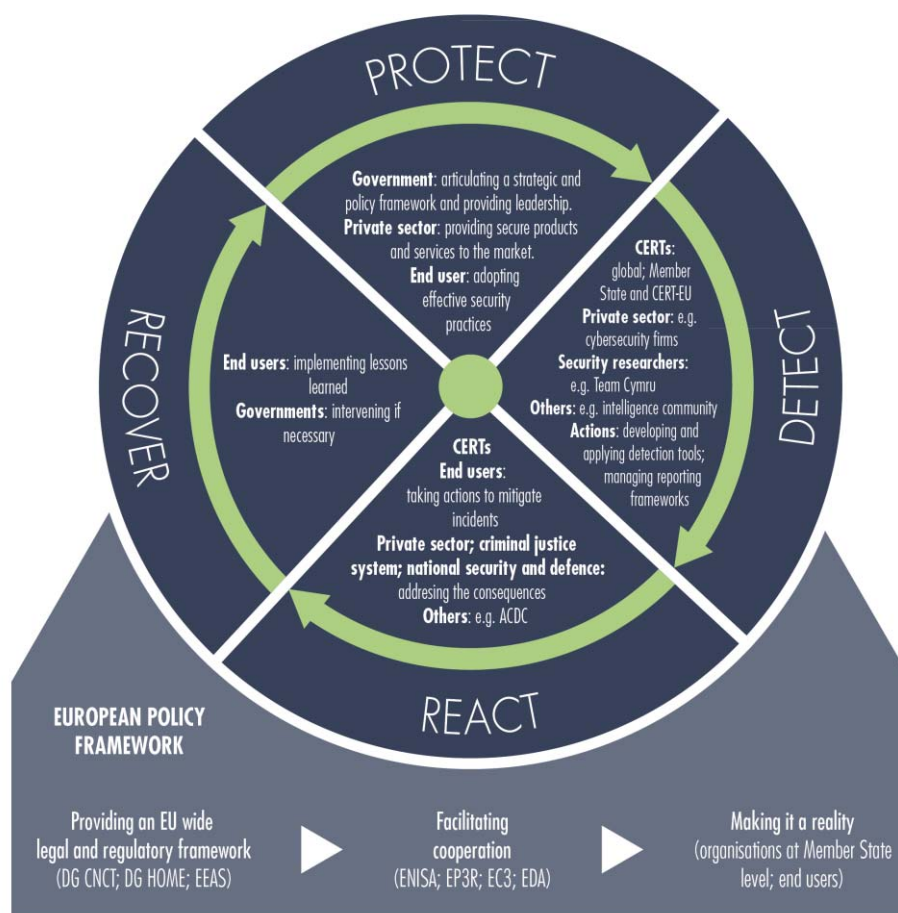 PROTECT
Government: articulating a strategic and
policy framework and providing leadership.
Private sector: providing secure products
and services to the market.
End user: adopting
effective security
practices
DETECT
CERTs:
global; Member
State and CERT-EU
Private sector: e.g.
cybersecurity firms
Security researchers:
e.g. Team Cymru
Others: e.g. intelligence community
Actions: developing and
applying detection tools;
managing reporting
frameworks
REACT
CERTs
End users:
taking actions to mitigate
incidents
Private sector; criminal justice
system; national security and defence:
addresing the consequences
Others: e.g. ACDC
RECOVER
End users: implementing lessons
learned
Governments: intervening if
necessary
EUROPEAN POLICY
FRAMEWORK
Providing an EU wide
legal and regulatory framework
(DG CNCT; DG HOME; EEAS)
Facilitating
cooperation
(ENISA; EP3R; EC3; EDA)
Making it a reality
(organisations at Member State
level; end users)